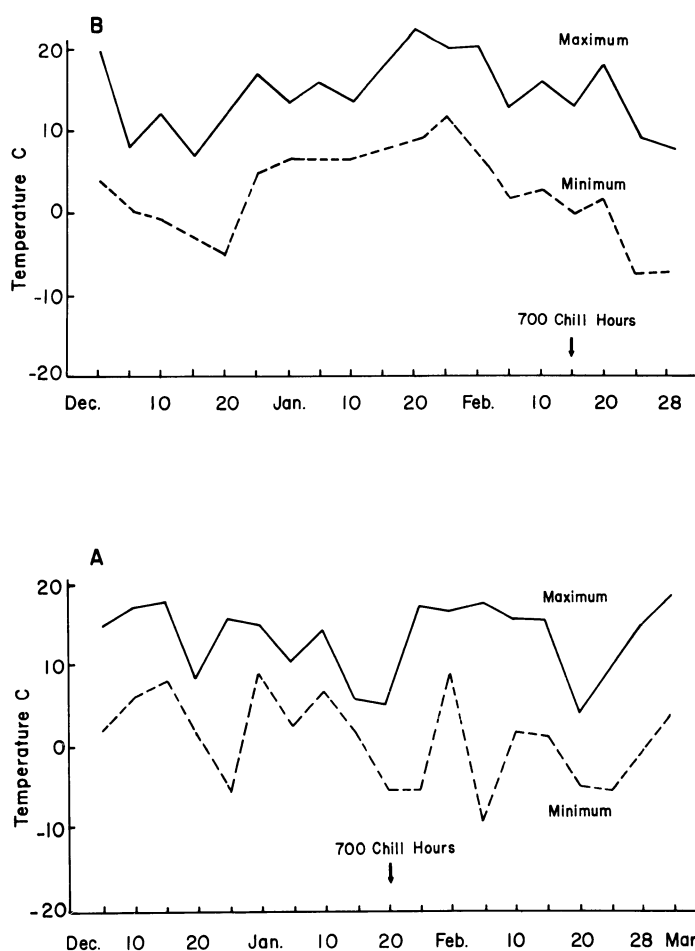 B
20
10
0
-10
-20
Temperature C
Maximum
Minimum
700 Chill Hours
Dec. 10 20 Jan. 10 20 Feb. 10 20 28
A
20
10
0
-10
-20
Temperature C
Maximum
Minimum
700 Chill Hours
Dec. 10 20 Jan. 10 20 Feb. 10 20 28 Mar